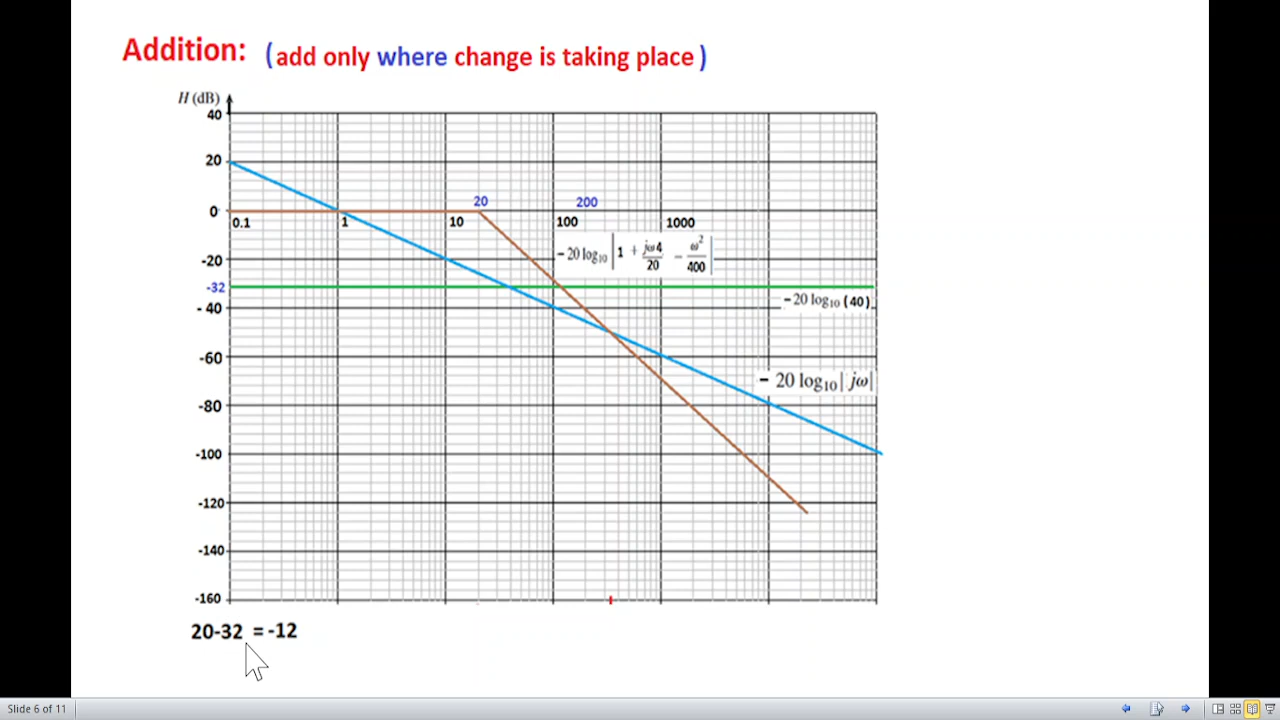 Addition: (add only where change is taking place)
H (dB)
40
20
0
-20
-32
-40
-60
-80
-100
-120
-140
-160
20 200
0.1 1 10 100 1000
−20 log₁₀ |1 + jω4/20 − ω²/400|
−20 log₁₀ (40)
− 20 log₁₀ | jω|
20-32 = -12
Slide 6 of 11